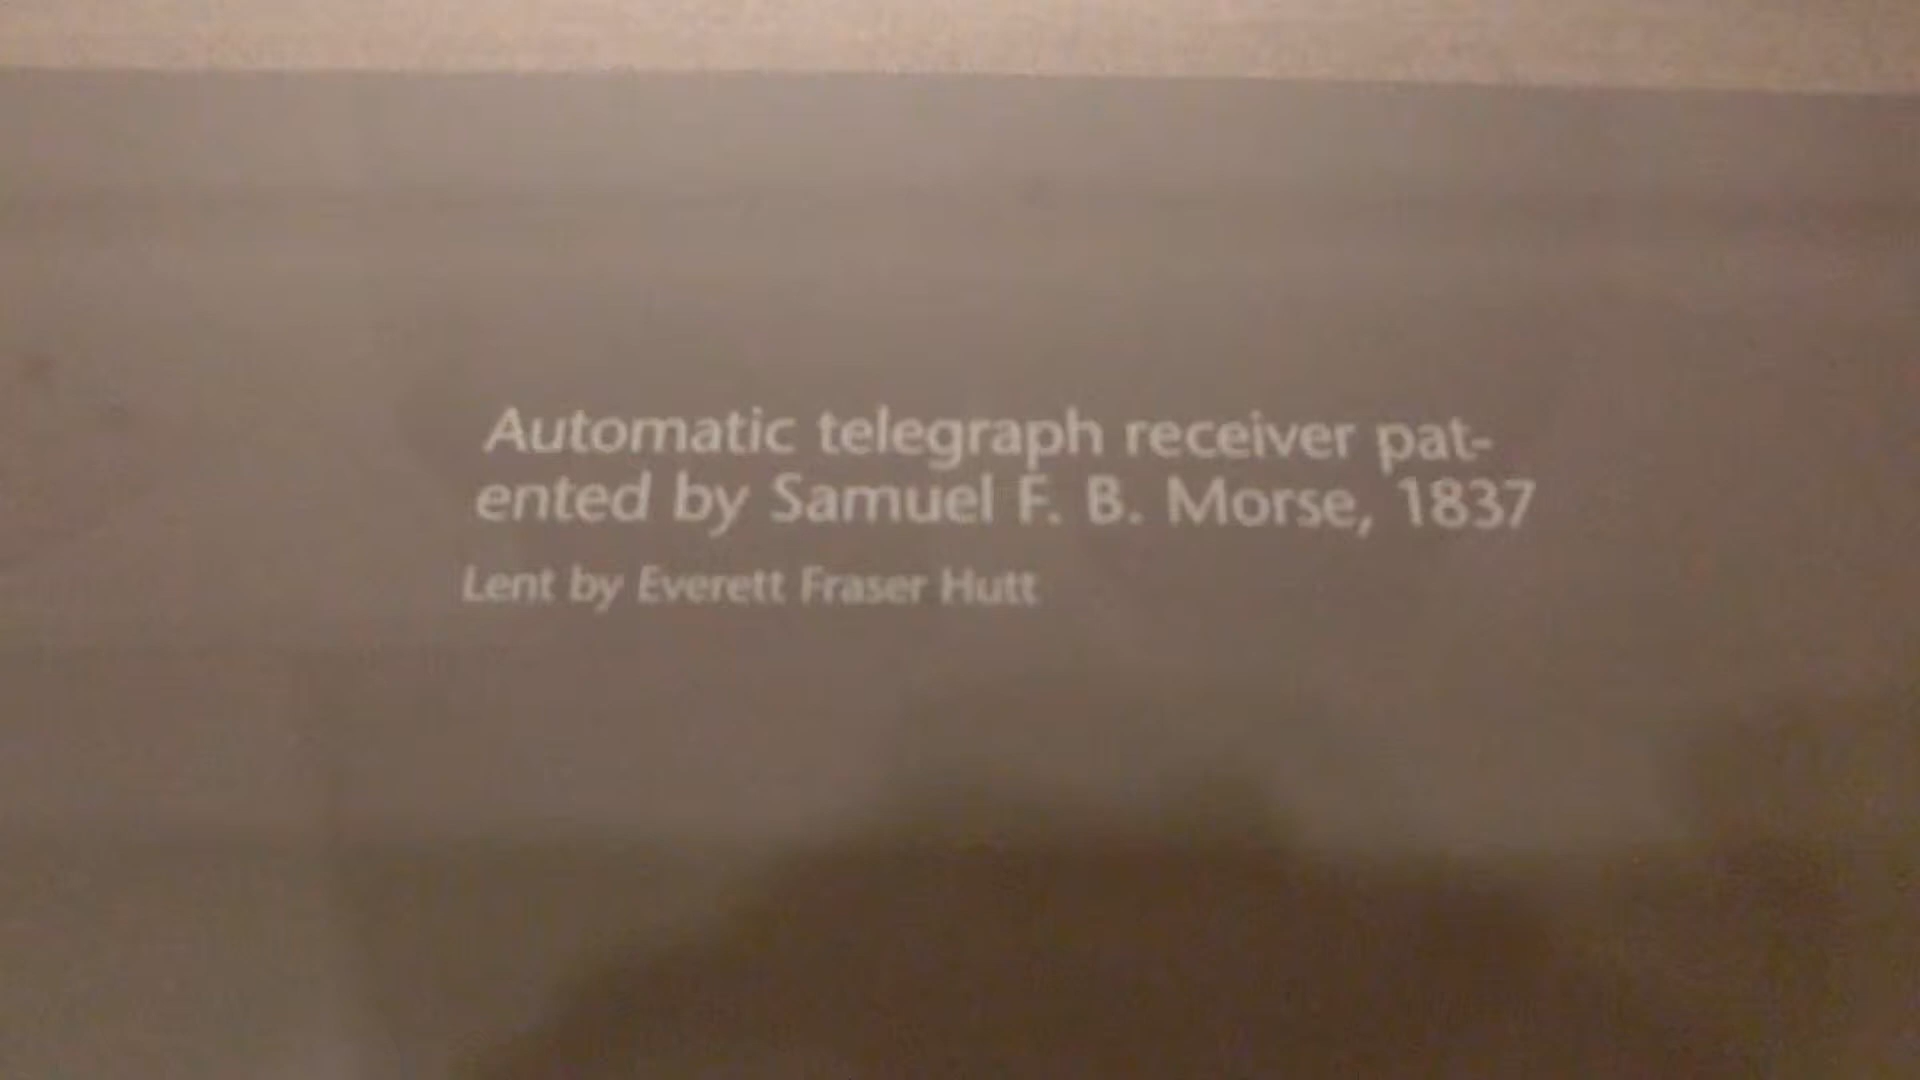 Automatic telegraph receiver pat-
ented by Samuel F. B. Morse, 1837
Lent by Everett Fraser Hutt